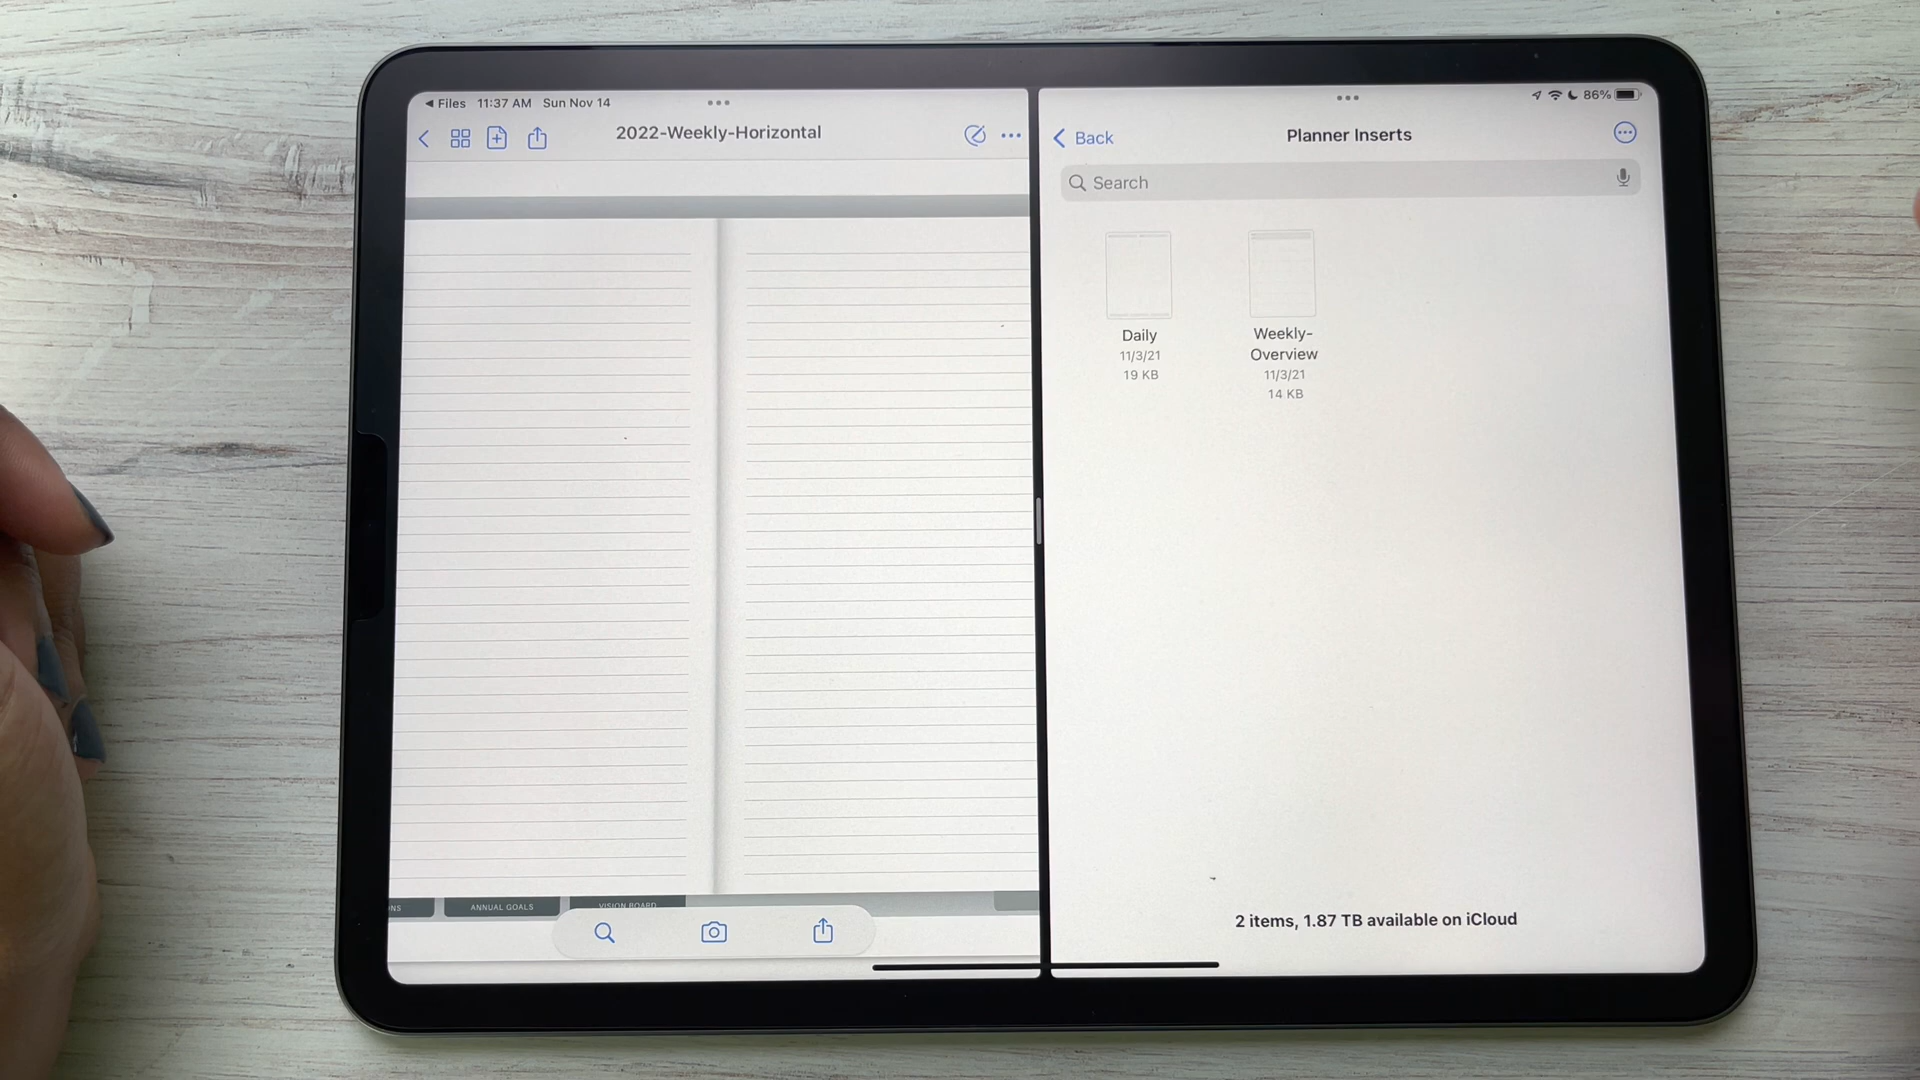 Files 11:37 AM Sun Nov 14
2022-Weekly-Horizontal
NS
ANNUAL GOALS
VISION BOARD
86%
Back
Planner Inserts
Search
Daily
11/3/21
19 KB
Weekly-
Overview
11/3/21
14 KB
2 items, 1.87 TB available on iCloud